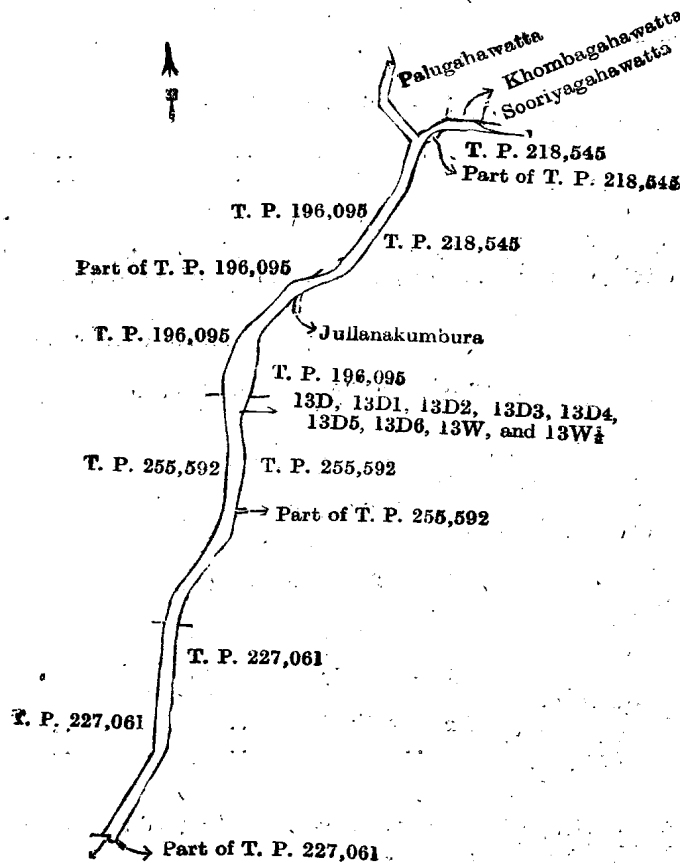 Palugahawatta
Khombagahawatta
Sooriyagahawatta
T. P. 218,545
Part of T. P. 218,545
T. P. 196,095
T. P. 218,545
Part of T. P. 196,095
Jullanakumbura
T. P. 196,095
T. P. 196,095
13D, 13D1, 13D2, 13D3, 13D4,
13D5, 13D6, 13W, and 13W½
T. P. 255,592
T. P. 255,592
Part of T. P. 255,592
T. P. 227,061
T. P. 227,061
Part of T. P. 227,061